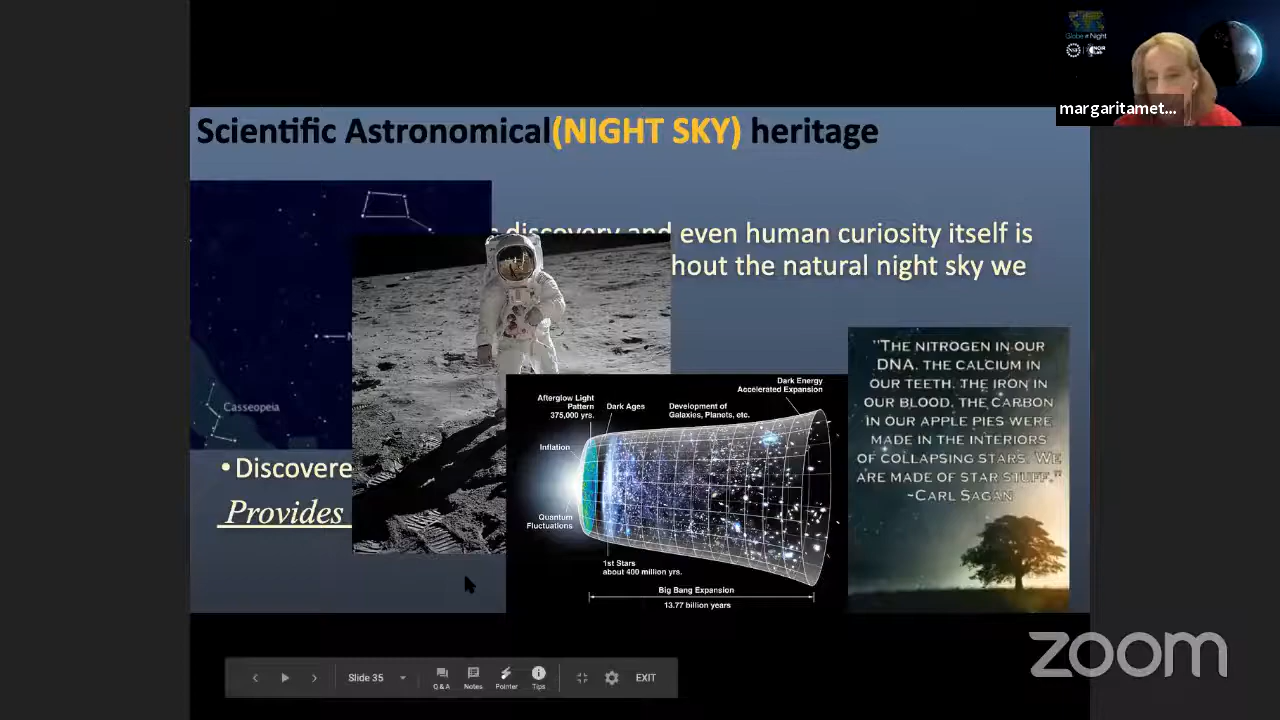 Globe at Night
margaritamet...
Scientific Astronomical(NIGHT SKY) heritage
discovery and even human curiosity itself is
hout the natural night sky we
Casseopeia
• Discovere
Provides
Dark Energy
Accelerated Expansion
Afterglow Light
Pattern
375,000 yrs.
Dark Ages
Development of
Galaxies, Planets, etc.
Inflation
Quantum
Fluctuations
1st Stars
about 400 million yrs.
Big Bang Expansion
13.77 billion years
"THE NITROGEN IN OUR
DNA, THE CALCIUM IN
OUR TEETH, THE IRON IN
OUR BLOOD, THE CARBON
IN OUR APPLE PIES WERE
MADE IN THE INTERIORS
OF COLLAPSING STARS. WE
ARE MADE OF STAR STUFF."
~CARL SAGAN
zoom
Slide 35
Q&A
Notes
Pointer
Tips
EXIT